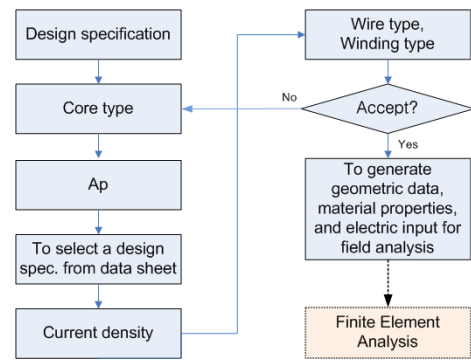 Design specification
Core type
Ap
To select a design
spec. from data sheet
Current density
Wire type,
Winding type
Accept?
No
Yes
To generate
geometric data,
material properties,
and electric input for
field analysis
Finite Element
Analysis